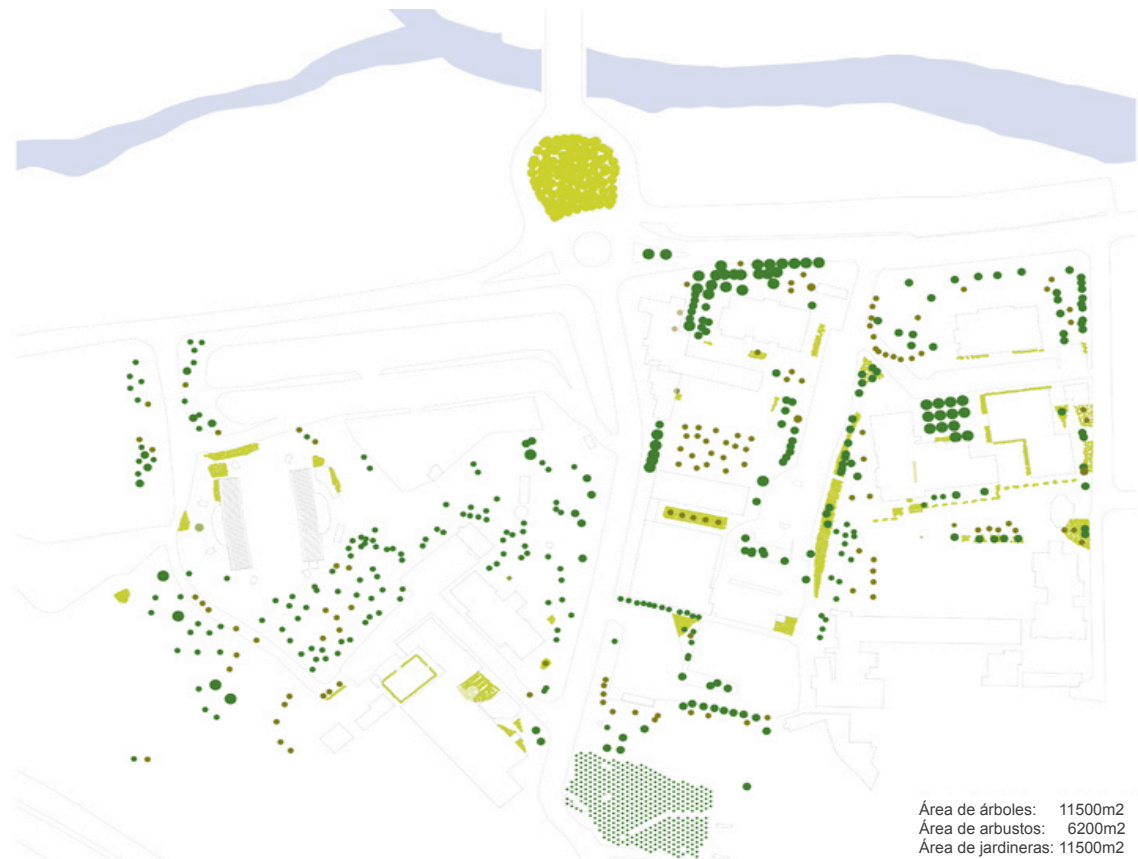 Área de árboles: 11500m2
Área de arbustos: 6200m2
Área de jardineras: 11500m2